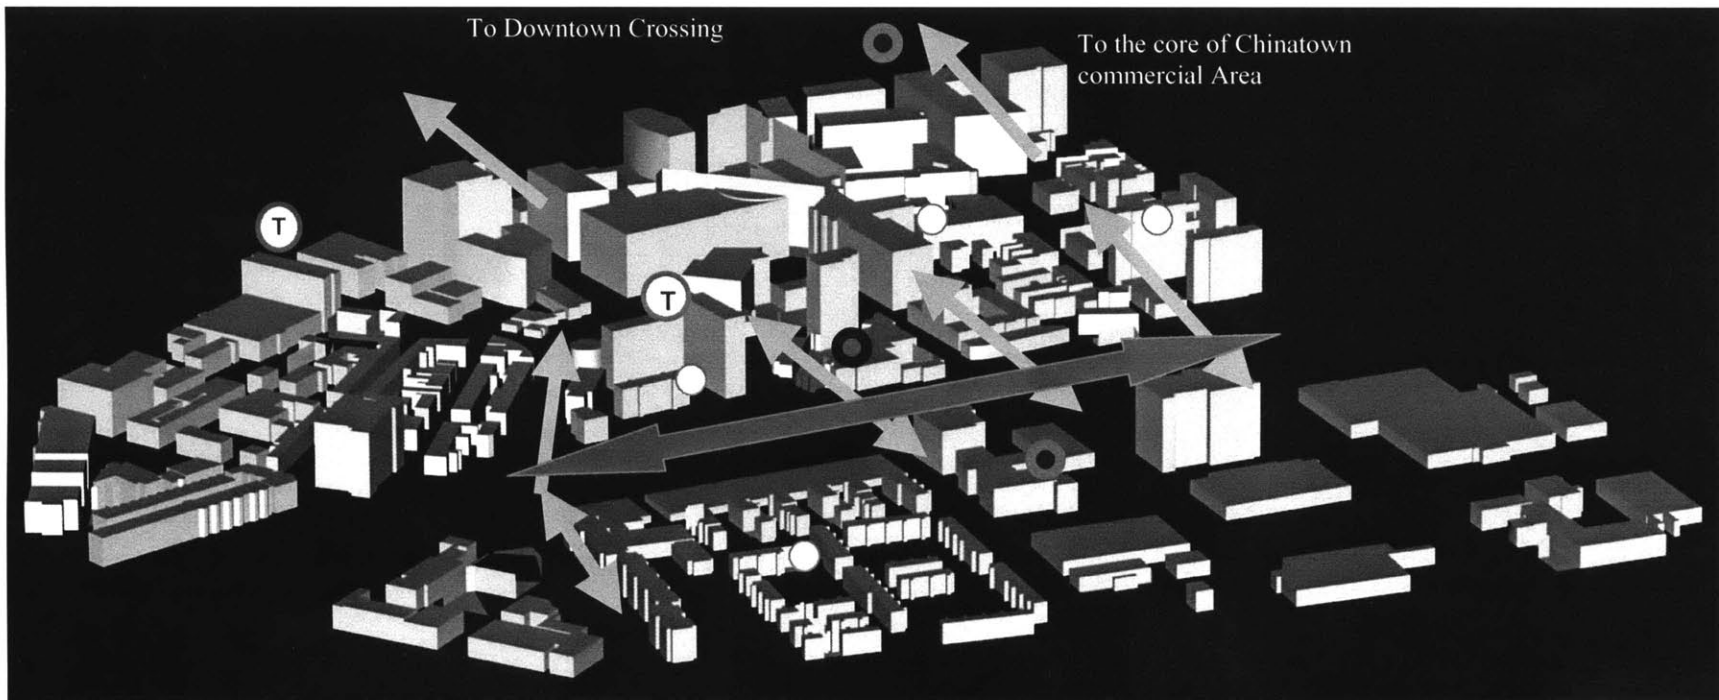 To Downtown Crossing
To the core of Chinatown
commercial Area
T
T